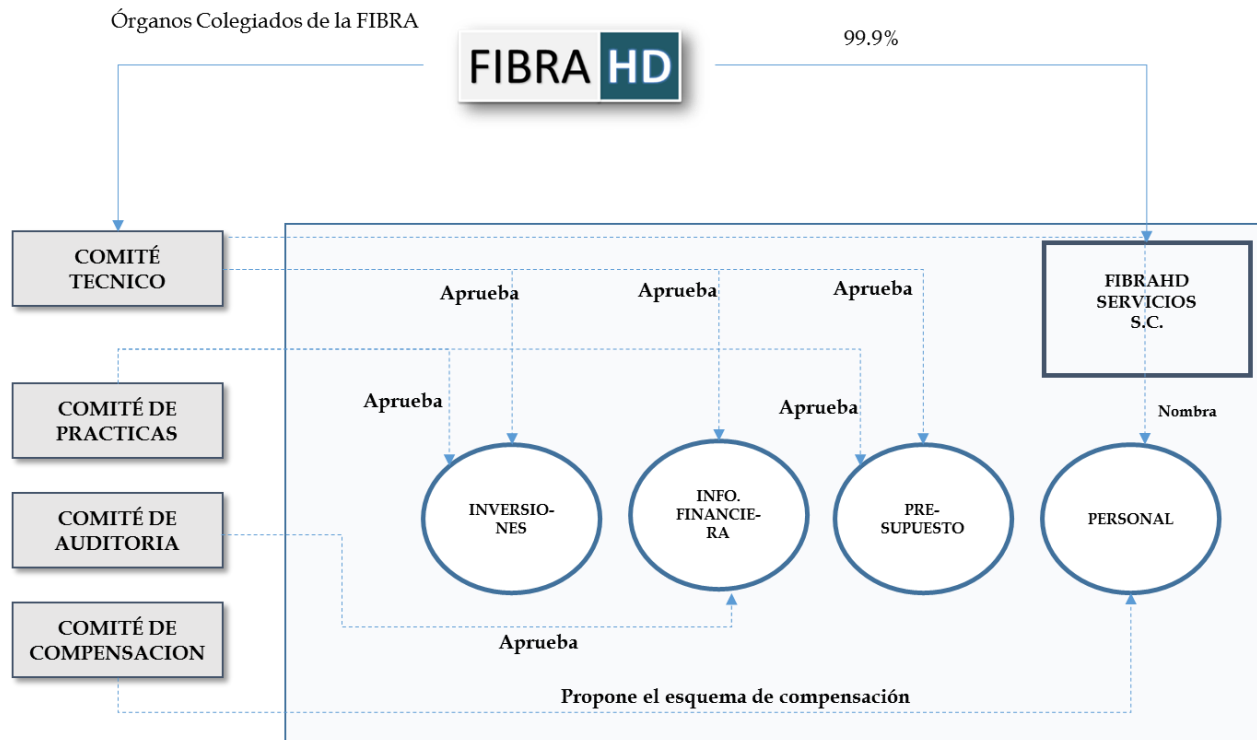 Órganos Colegiados de la FIBRA
99.9%
FIBRA HD
COMITÉ
TECNICO
FIBRAHD
SERVICIOS
S.C.
Aprueba
Aprueba
Aprueba
COMITÉ DE
PRACTICAS
Aprueba
Aprueba
Nombra
INVERSIO-
NES
INFO.
FINANCIE-
RA
PRE-
SUPUESTO
PERSONAL
COMITÉ DE
AUDITORIA
COMITÉ DE
COMPENSACION
Aprueba
Propone el esquema de compensación